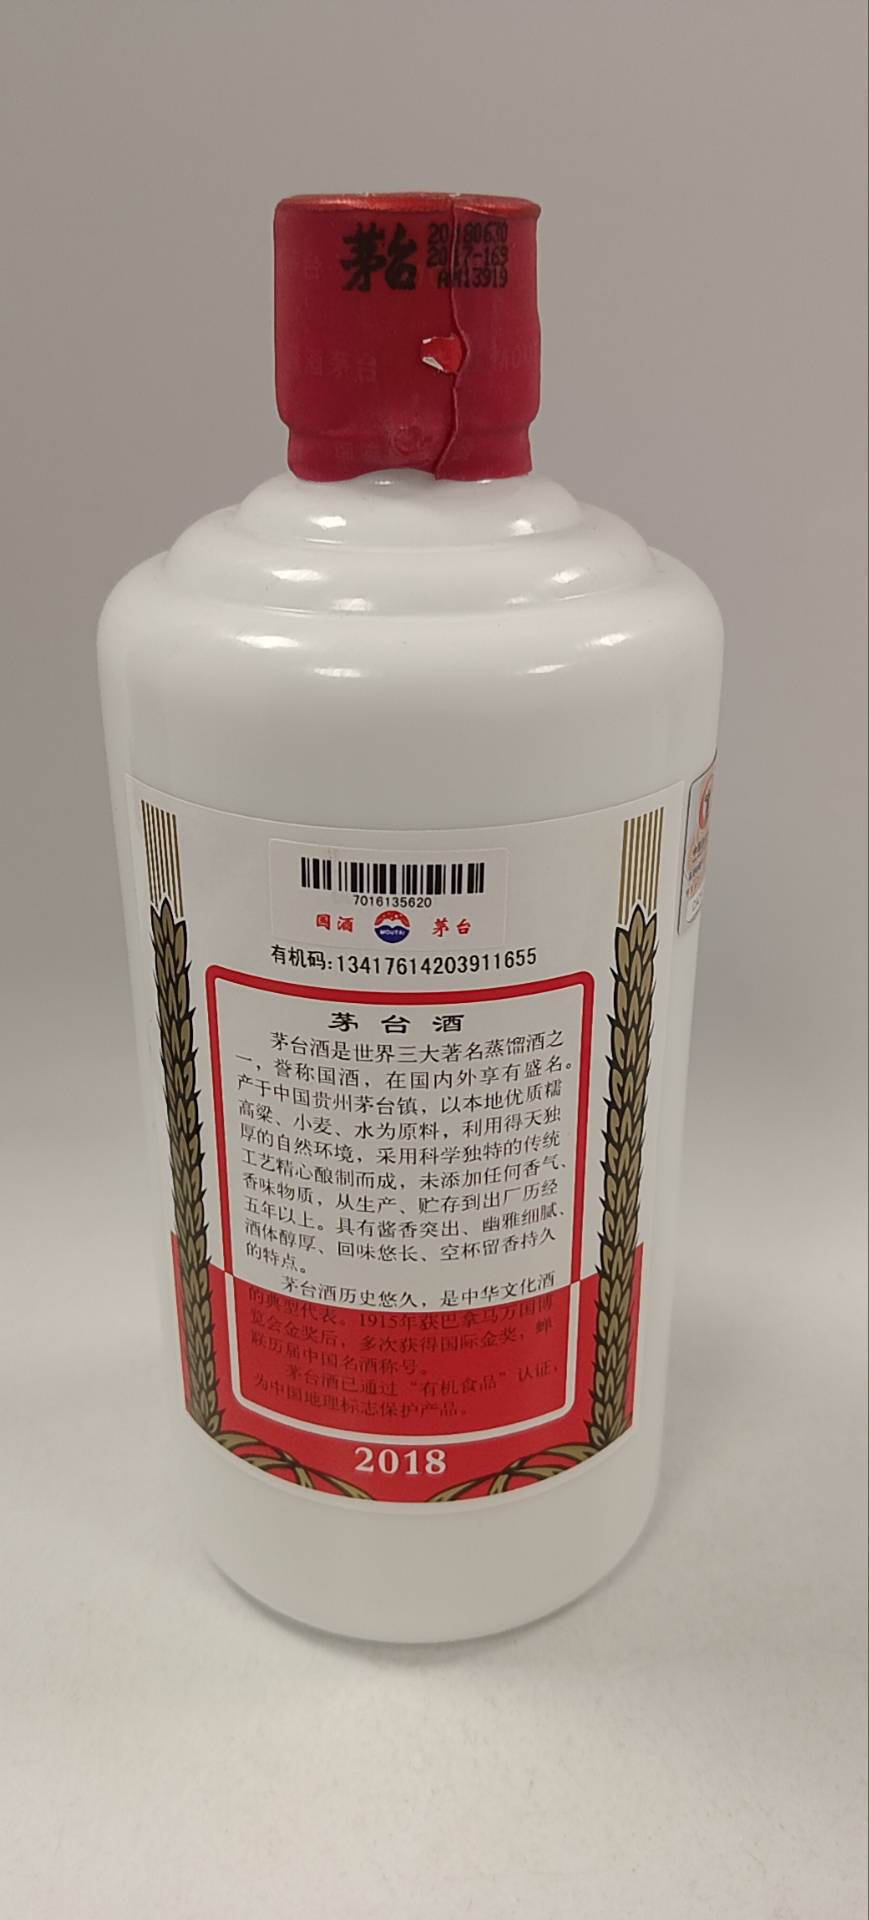 茅台
20180630
2017-169
7016135620
国酒 MOUTAI 茅台
有机码:13417614203911655
茅台酒
茅台酒是世界三大著名蒸馏酒之
一，誉称国酒，在国内外享有盛名。
产于中国贵州茅台镇，以本地优质糯
高粱、小麦、水为原料，利用得天独
厚的自然环境，采用科学独特的传统
工艺精心酿制而成，未添加任何香气、
香味物质，从生产、贮存到出厂历经
五年以上。具有酱香突出、幽雅细腻、
酒体醇厚、回味悠长、空杯留香持久
的特点。
茅台酒历史悠久，是中华文化酒
的典型代表。1915年获巴拿马万国博
览会金奖后，多次获得国际金奖，蝉
联历届中国名酒称号。
茅台酒已通过“有机食品”认证，
为中国地理标志保护产品。
2018